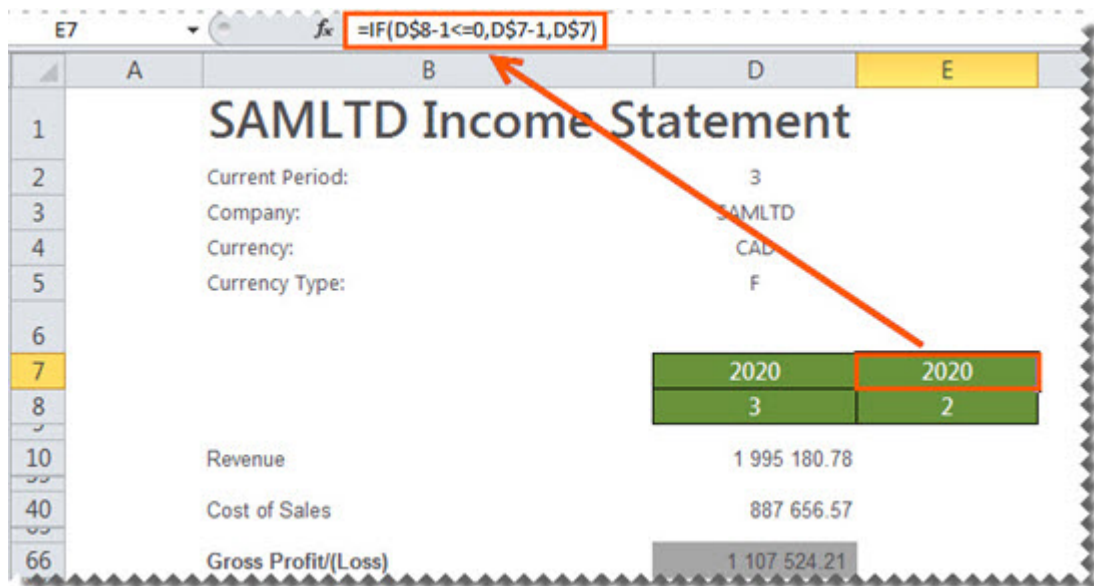 E7 fx =IF(D$8-1<=0,D$7-1,D$7)
A B D E
1 SAMLTD Income Statement
2 Current Period: 3
3 Company: SAMLTD
4 Currency: CAD
5 Currency Type: F
6
7 2020 2020
8 3 2
10 Revenue 1 995 180.78
40 Cost of Sales 887 656.57
66 Gross Profit/(Loss) 1 107 524.21